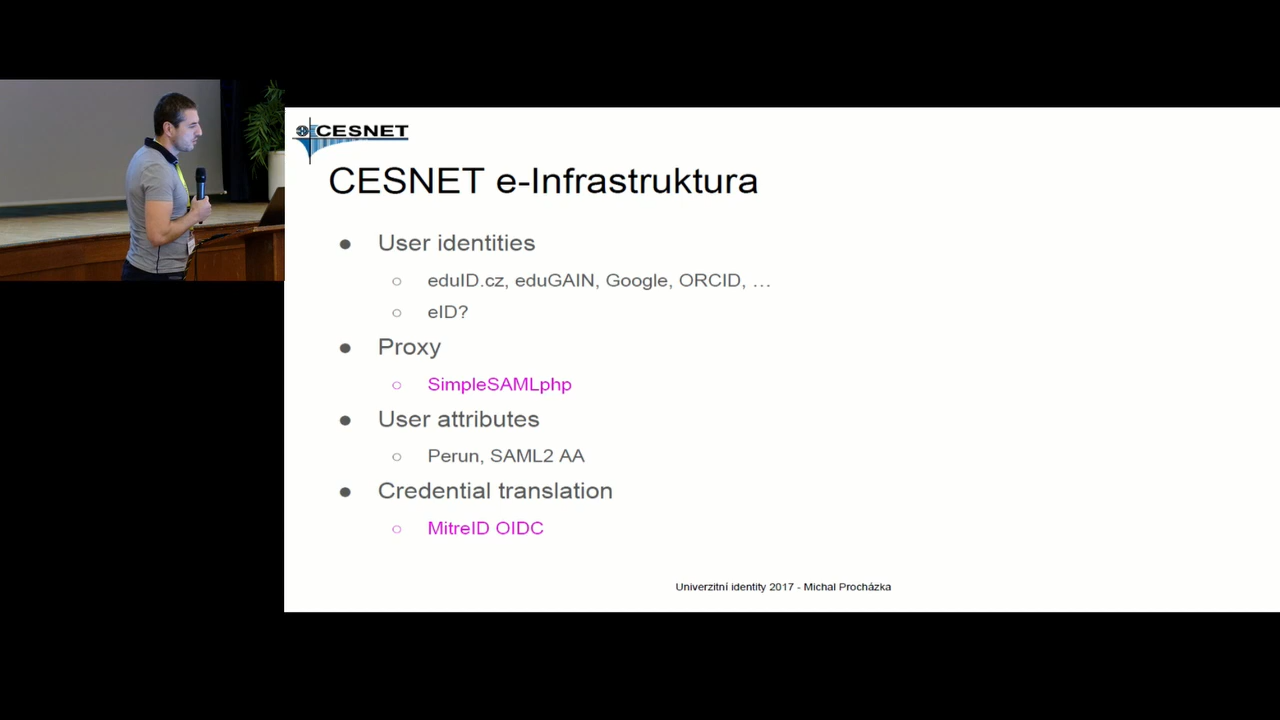 CESNET
CESNET e-Infrastruktura
● User identities
○ eduID.cz, eduGAIN, Google, ORCID, …
○ eID?
● Proxy
○ SimpleSAMLphp
● User attributes
○ Perun, SAML2 AA
● Credential translation
○ MitreID OIDC
Univerzitní identity 2017 - Michal Procházka